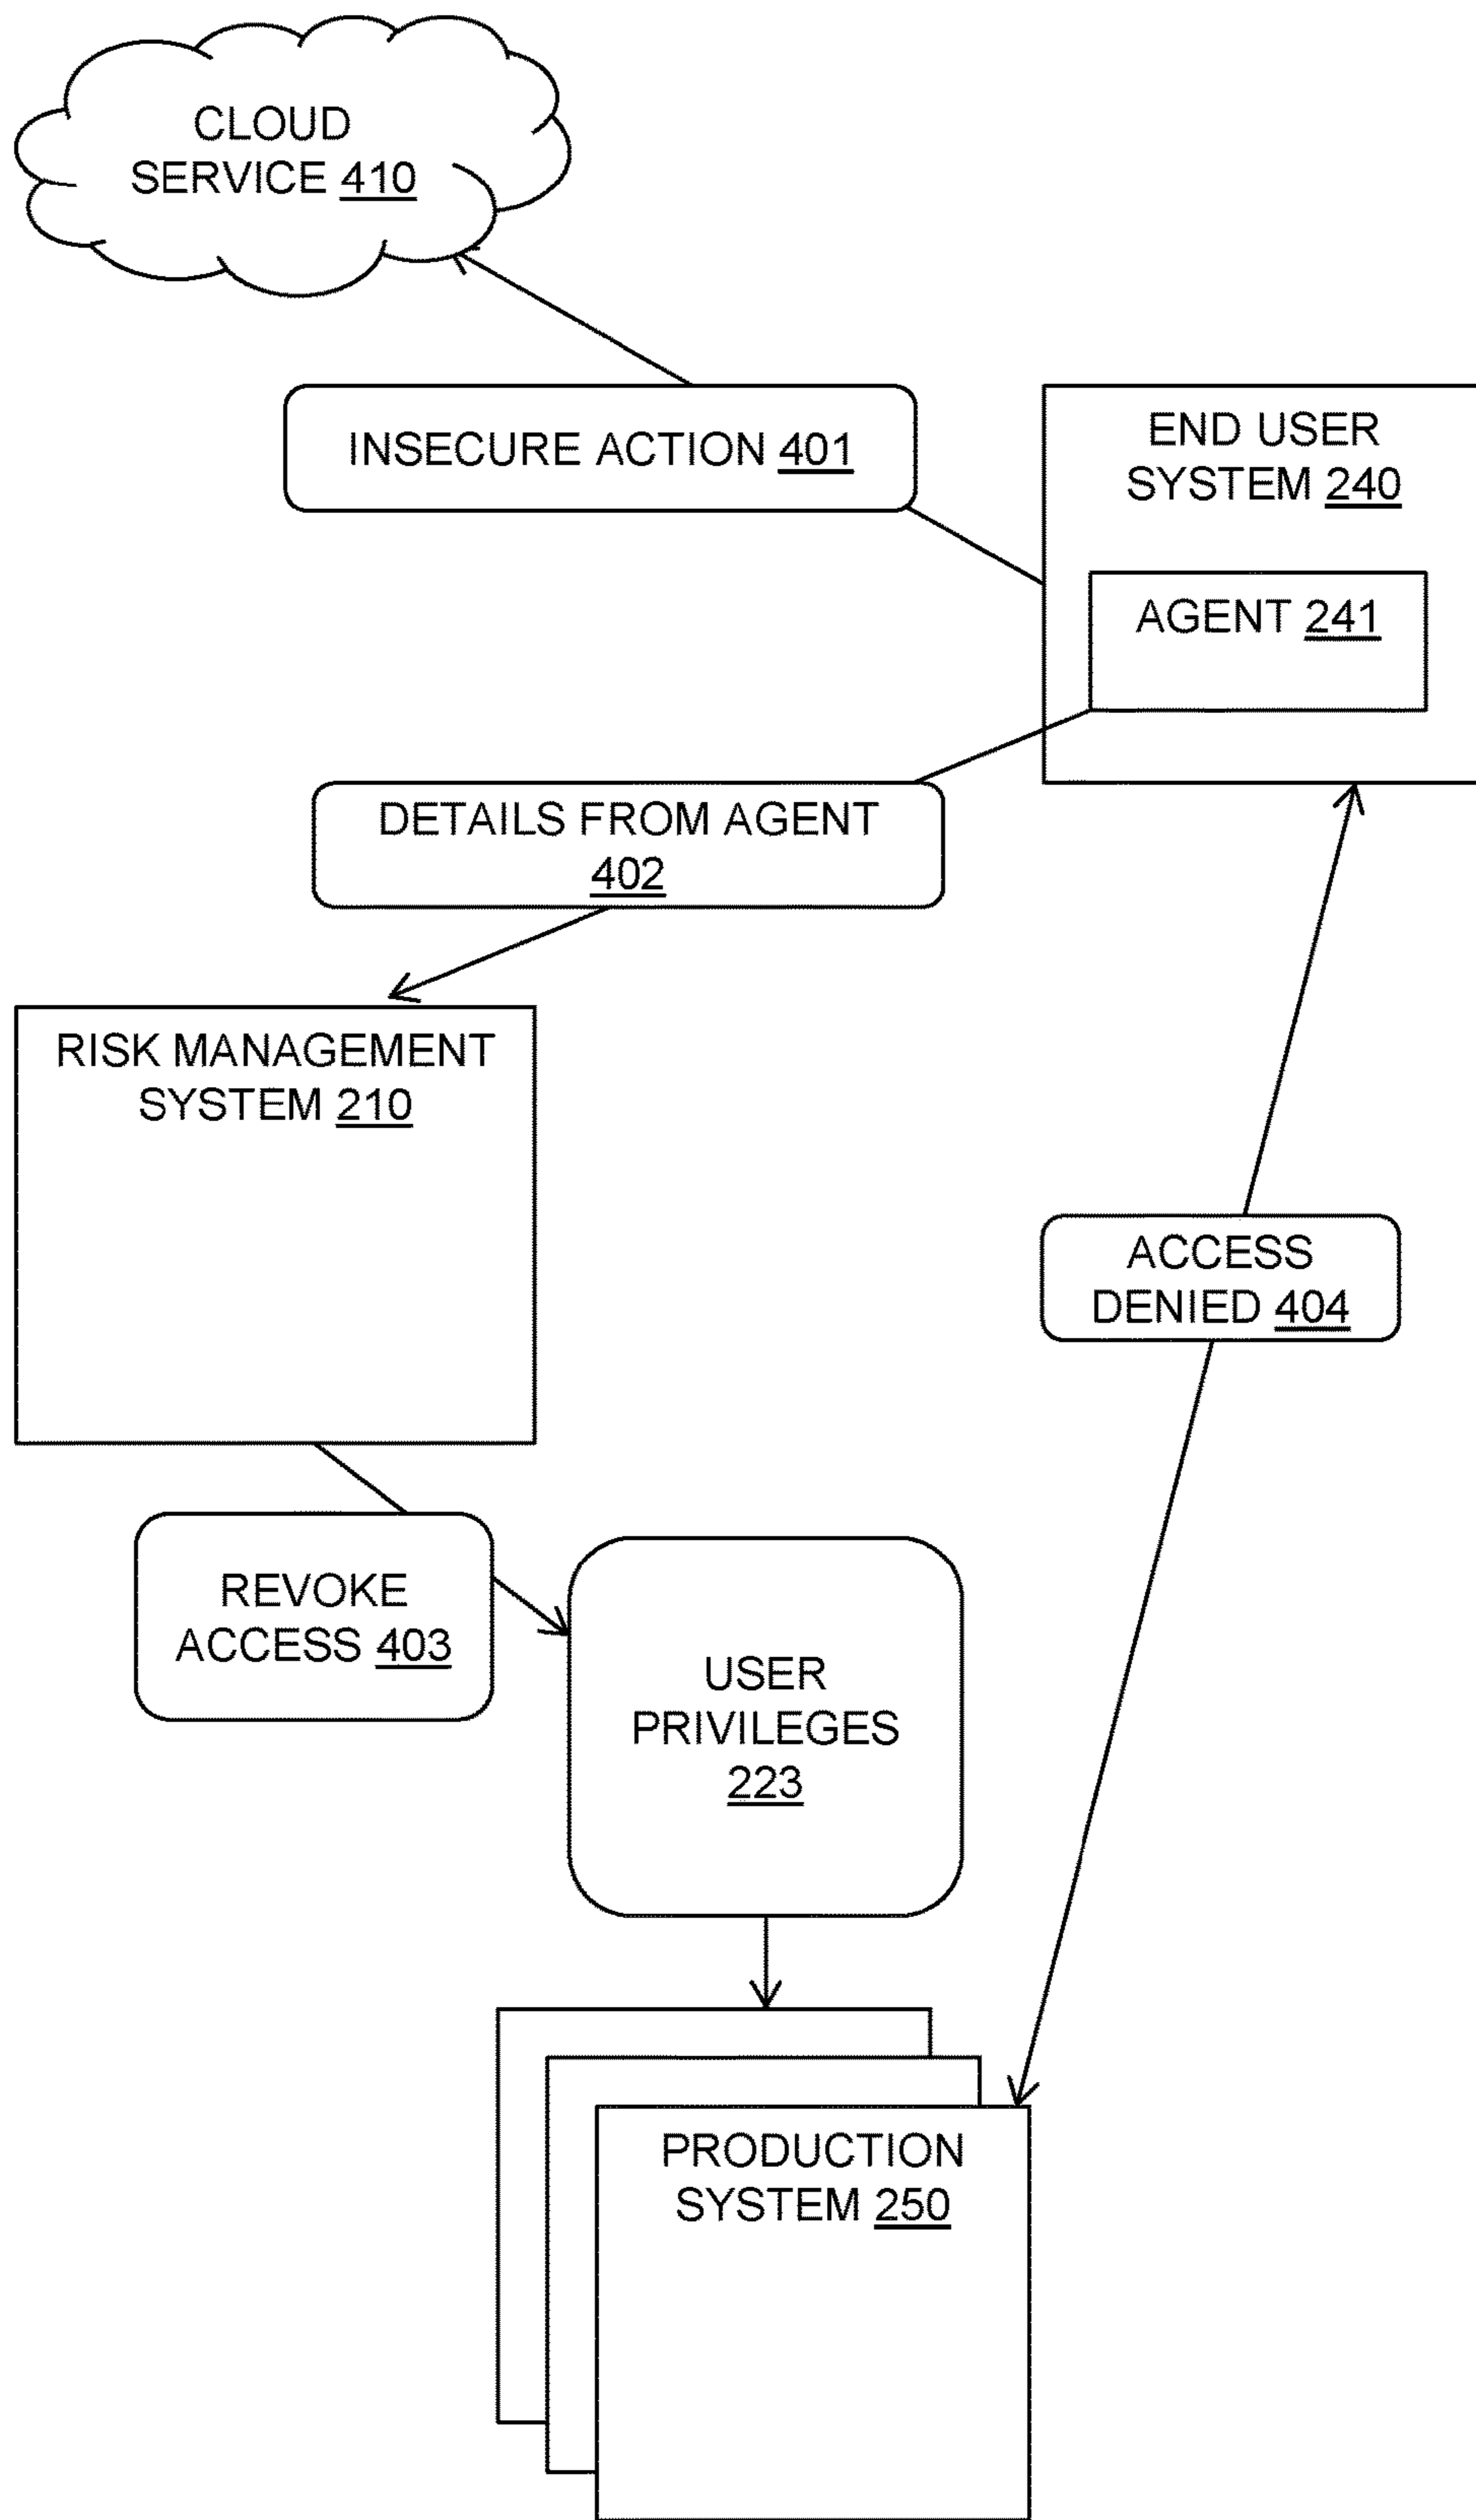 CLOUD
SERVICE 410
INSECURE ACTION 401
END USER
SYSTEM 240
AGENT 241
DETAILS FROM AGENT
402
RISK MANAGEMENT
SYSTEM 210
ACCESS
DENIED 404
REVOKE
ACCESS 403
USER
PRIVILEGES
223
PRODUCTION
SYSTEM 250